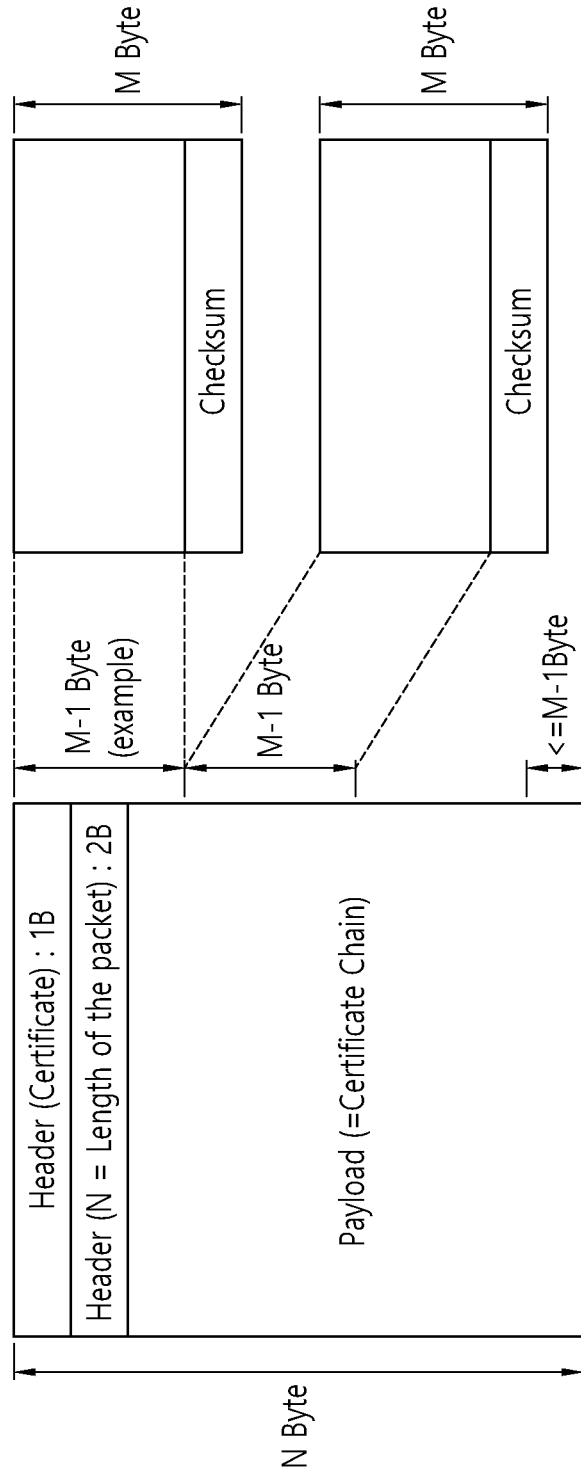 N Byte
Header (Certificate) : 1B
Header (N = Length of the packet) : 2B
Payload (=Certificate Chain)
M-1 Byte
(example)
M-1 Byte
<=M-1Byte
Checksum
M Byte
Checksum
M Byte